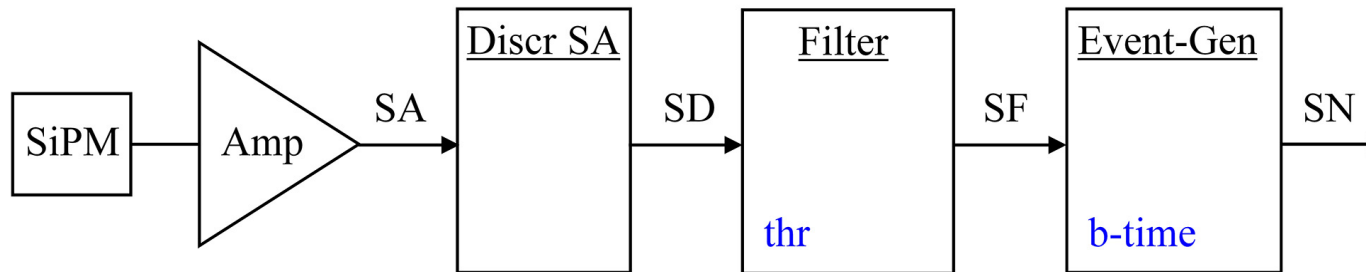 SiPM
Amp
SA
Discr SA
SD
Filter
thr
SF
Event-Gen
b-time
SN